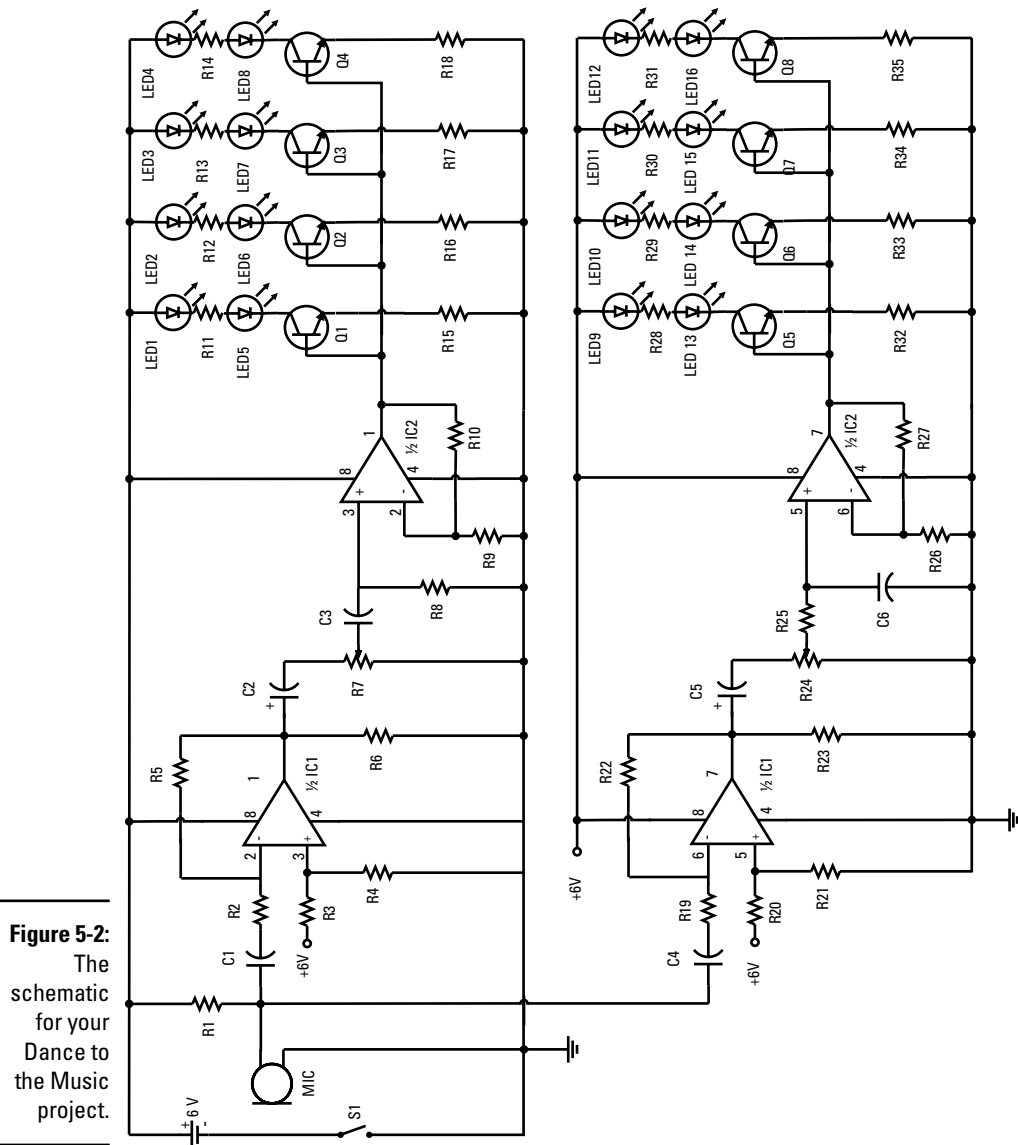 LED4
R14
LED8
Q4
R18
LED3
R13
LED7
Q3
R17
LED2
R12
LED6
Q2
R16
LED1
R11
LED5
Q1
R15
1
½ IC2
R10
8
4
+
-
3
2
R9
C3
R8
R7
C2
+
R5
R6
1
½ IC1
8
4
-
+
2
3
R2
R3
R4
C1
+6V
R1
MIC
+
6 V
-
S1
LED12
R31
LED16
Q8
R35
LED11
R30
LED 15
Q7
R34
LED10
R29
LED 14
Q6
R33
LED9
R28
LED 13
Q5
R32
7
½ IC2
R27
8
4
+
-
5
6
R26
R25
C6
R24
C5
+
R22
R23
7
½ IC1
8
4
-
+
6
5
+6V
R19
R20
R21
C4
+6V
Figure 5-2:
The
schematic
for your
Dance to
the Music
project.